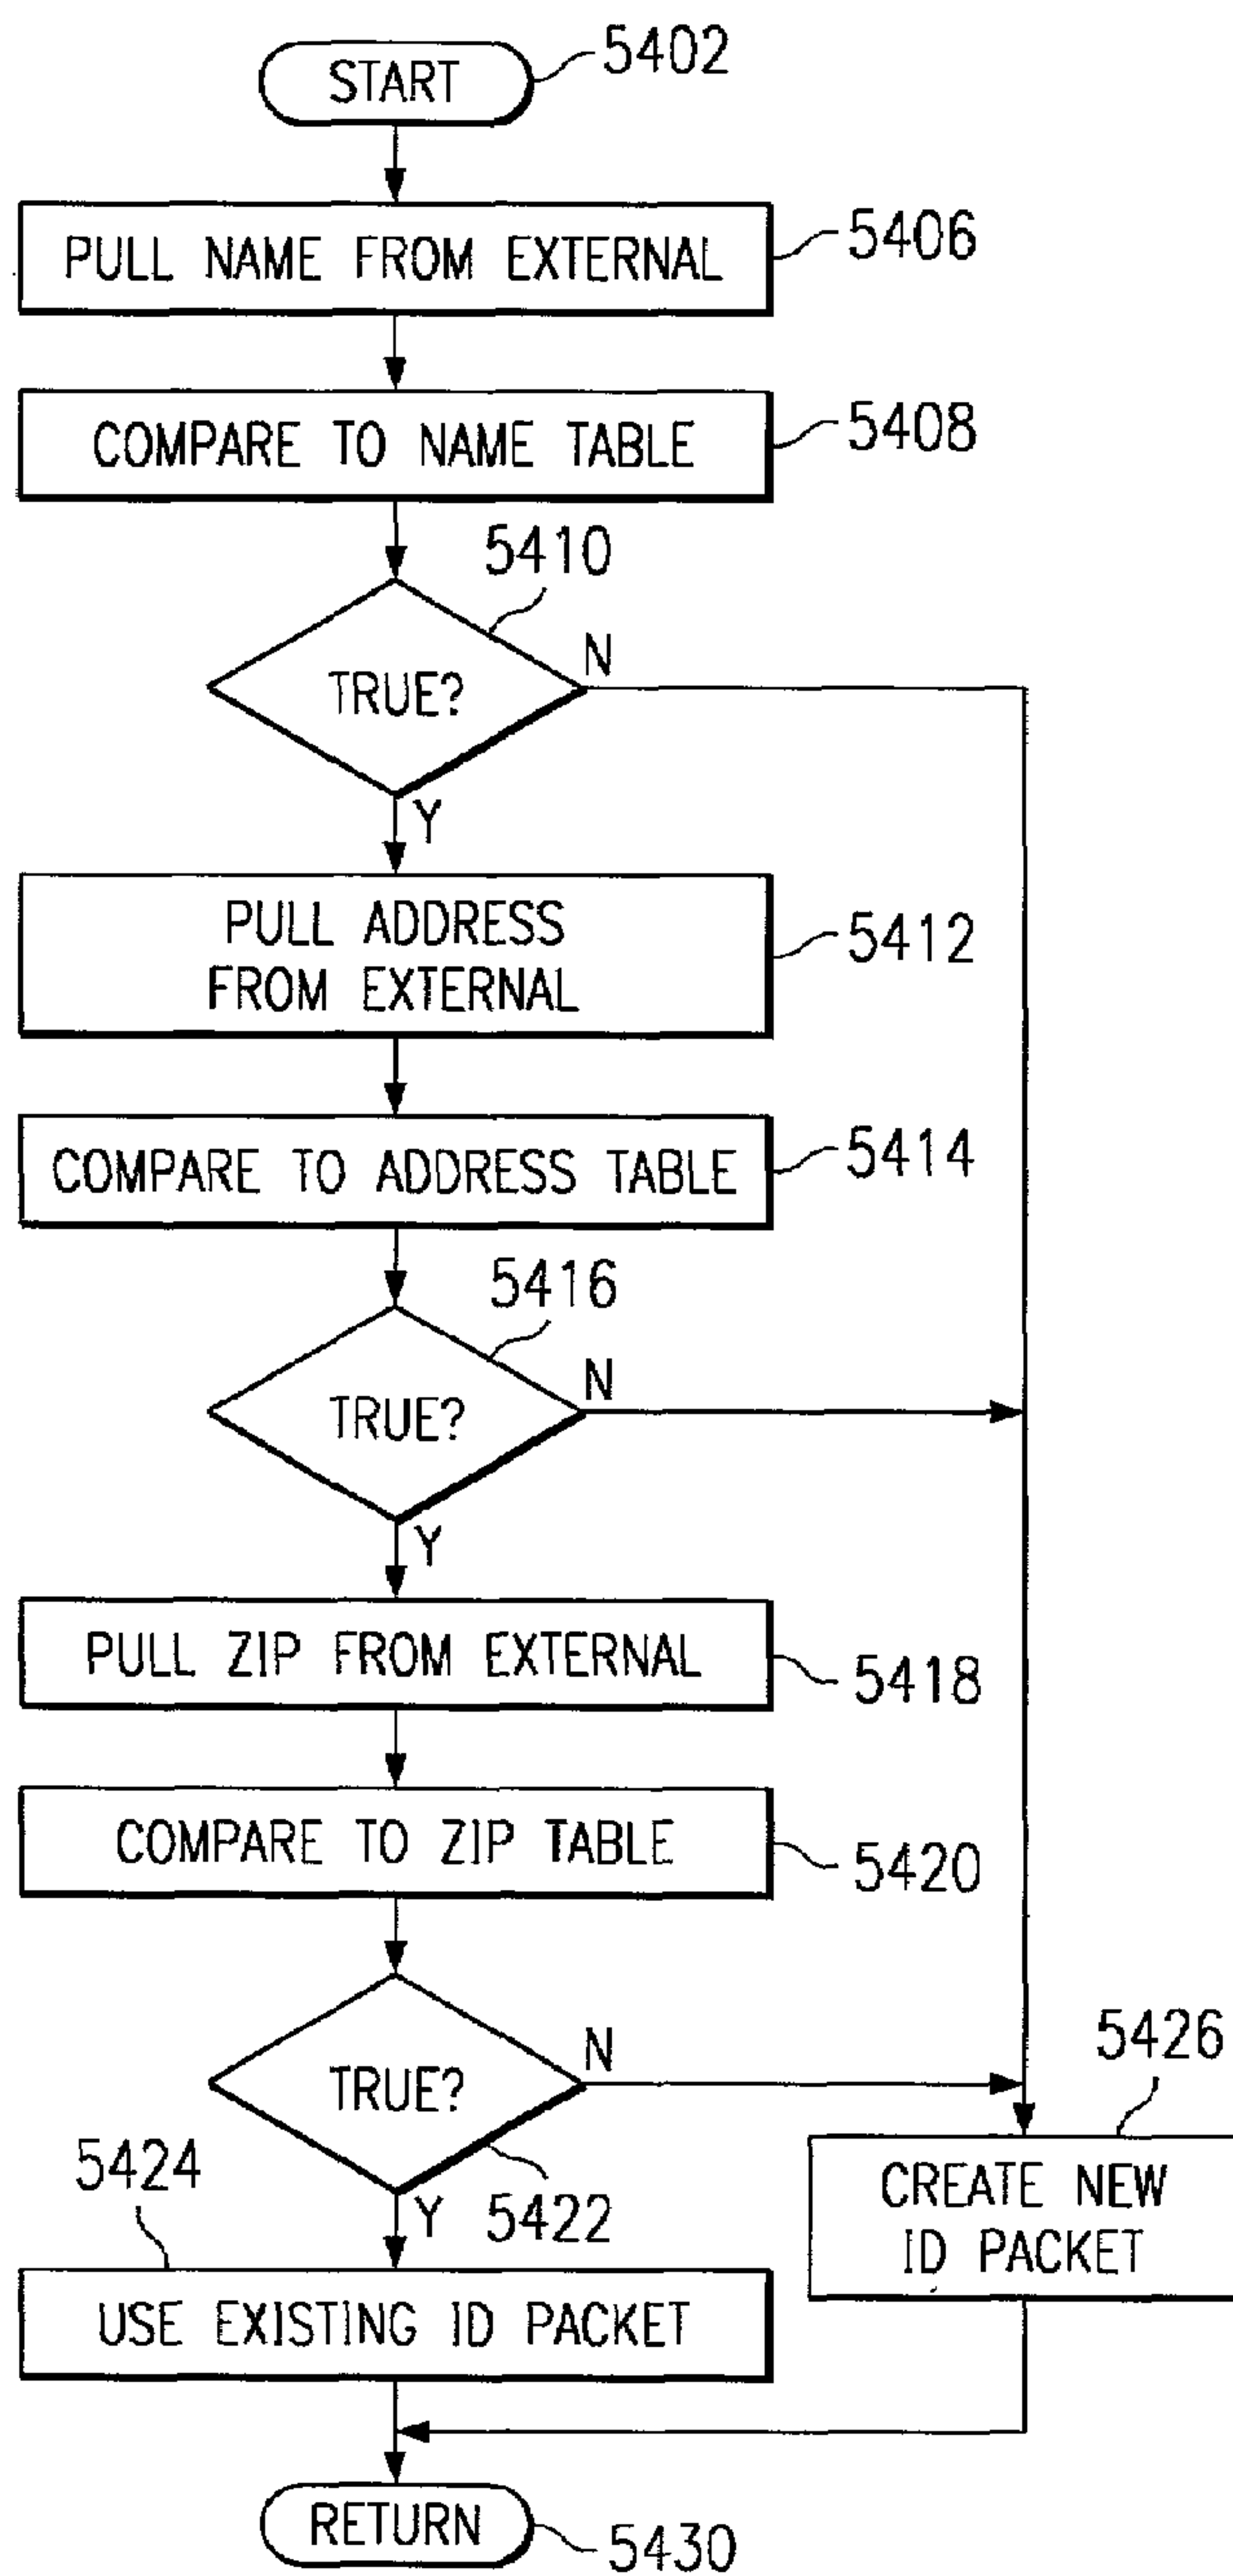 START
5402
PULL NAME FROM EXTERNAL
5406
COMPARE TO NAME TABLE
5408
5410
TRUE?
N
Y
PULL ADDRESS
FROM EXTERNAL
5412
COMPARE TO ADDRESS TABLE
5414
5416
TRUE?
N
Y
PULL ZIP FROM EXTERNAL
5418
COMPARE TO ZIP TABLE
5420
TRUE?
N
5422
Y
5426
CREATE NEW
ID PACKET
5424
USE EXISTING ID PACKET
RETURN
5430